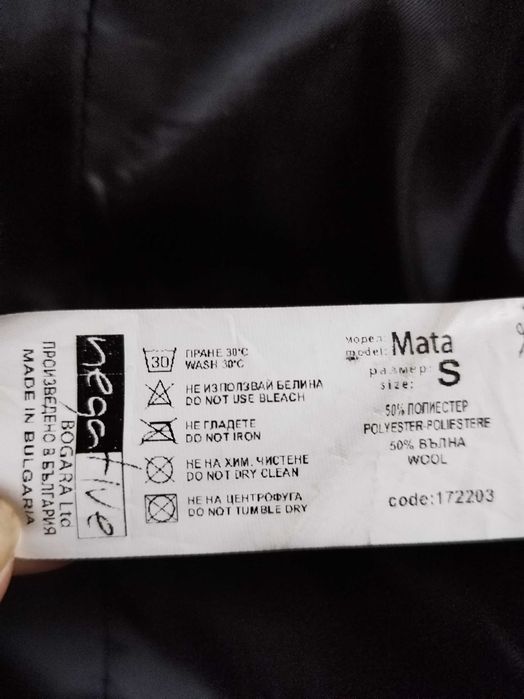 negative
BOGARA Ltd
ПРОИЗВЕДЕНО В БЪЛГАРИЯ
MADE IN BULGARIA
30
ПРАНЕ 30°C
WASH 30°C
НЕ ИЗПОЛЗВАЙ БЕЛИНА
DO NOT USE BLEACH
НЕ ГЛАДЕТЕ
DO NOT IRON
НЕ НА ХИМ. ЧИСТЕНЕ
DO NOT DRY CLEAN
НЕ НА ЦЕНТРОФУГА
DO NOT TUMBLE DRY
модел:
model: Mata
размер:
size: S
50% ПОЛИЕСТЕР
POLYESTER-POLIESTERE
50% ВЪЛНА
WOOL
code:172203